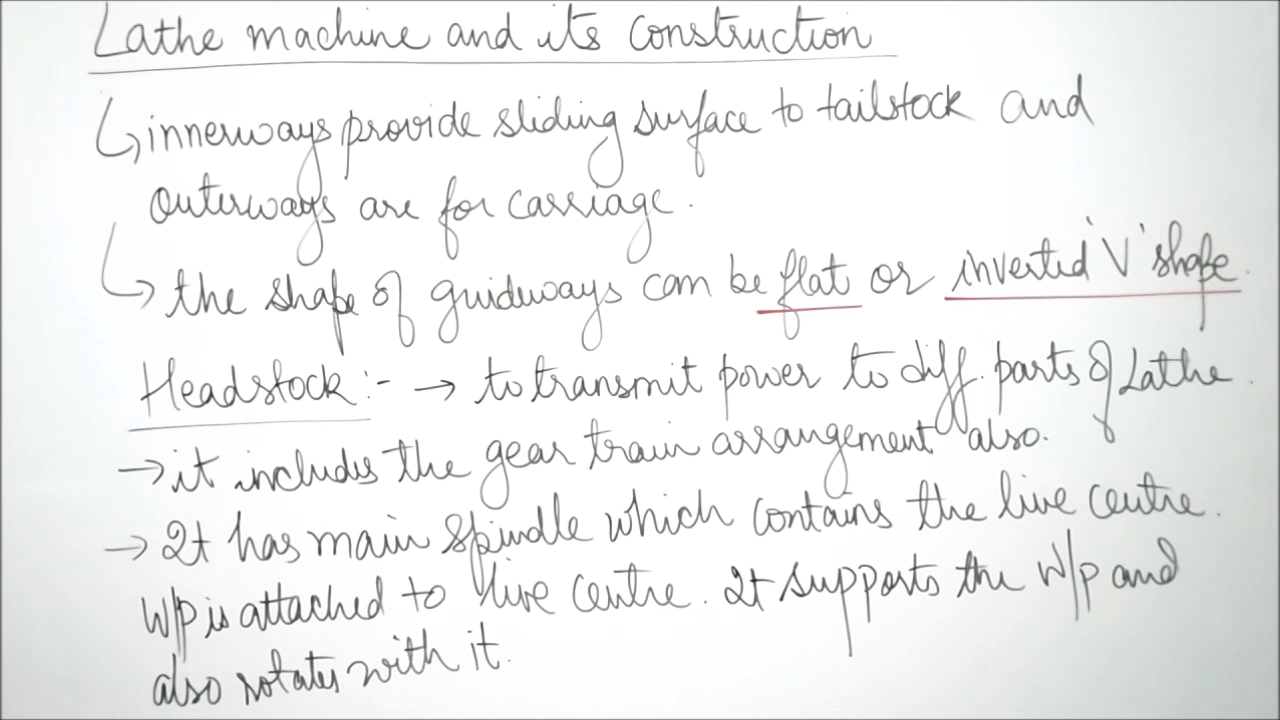 Lathe machine and its construction
↳ innerways provide sliding surface to tailstock and
outerways are for carriage.
↳ the shape of guideways can be flat or inverted 'V' shape.
Headstock :- → to transmit power to diff. parts of Lathe.
→ it includes the gear train arrangement also.
→ It has main spindle which contains the live centre.
W/P is attached to live centre. It supports the W/P and
also rotates with it.